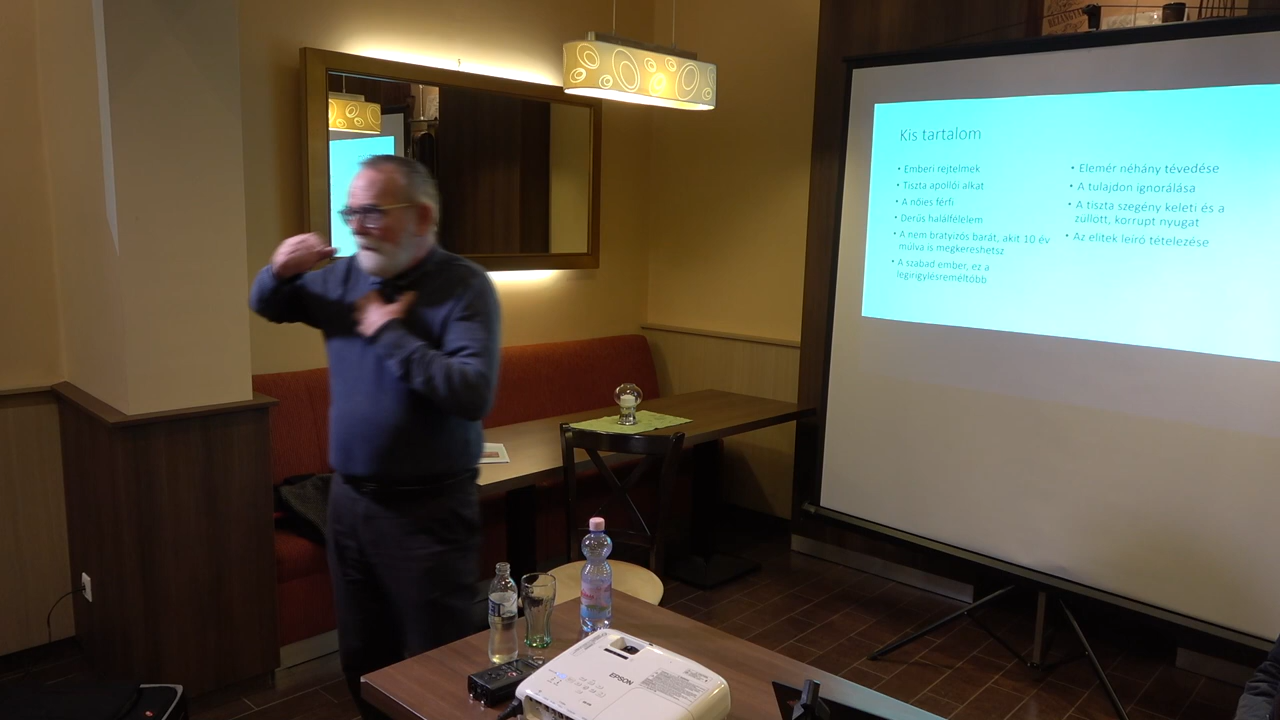 Kis tartalom
• Emberi rejtelmek
• Tiszta apollói alkat
• A nőies férfi
• Derűs halálfélelem
• A nem bratyizós barát, akit 10 év
múlva is megkereshetsz
• A szabad ember, ez a
legirigylésreméltóbb
• Elemér néhány tévedése
• A tulajdon ignorálása
• A tiszta szegény keleti és a
züllött, korrupt nyugat
• Az elitek leíró tételezése
EPSON